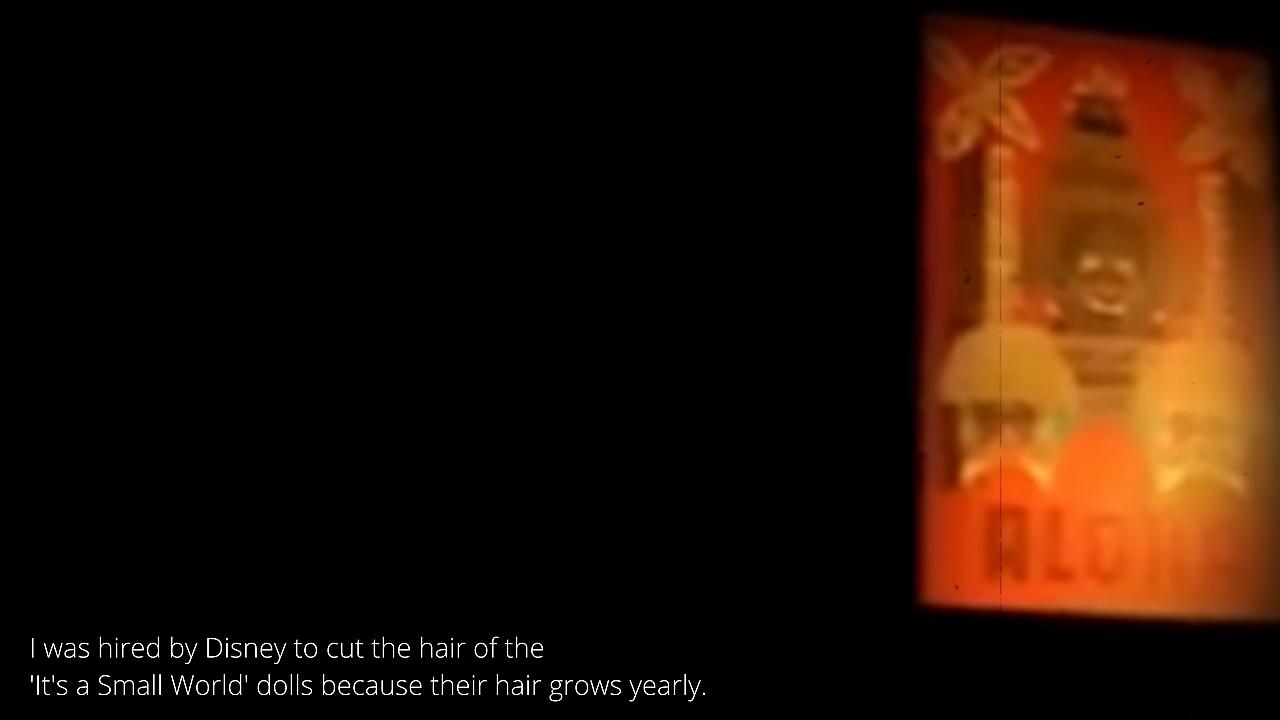 ALOHA
I was hired by Disney to cut the hair of the
'It's a Small World' dolls because their hair grows yearly.